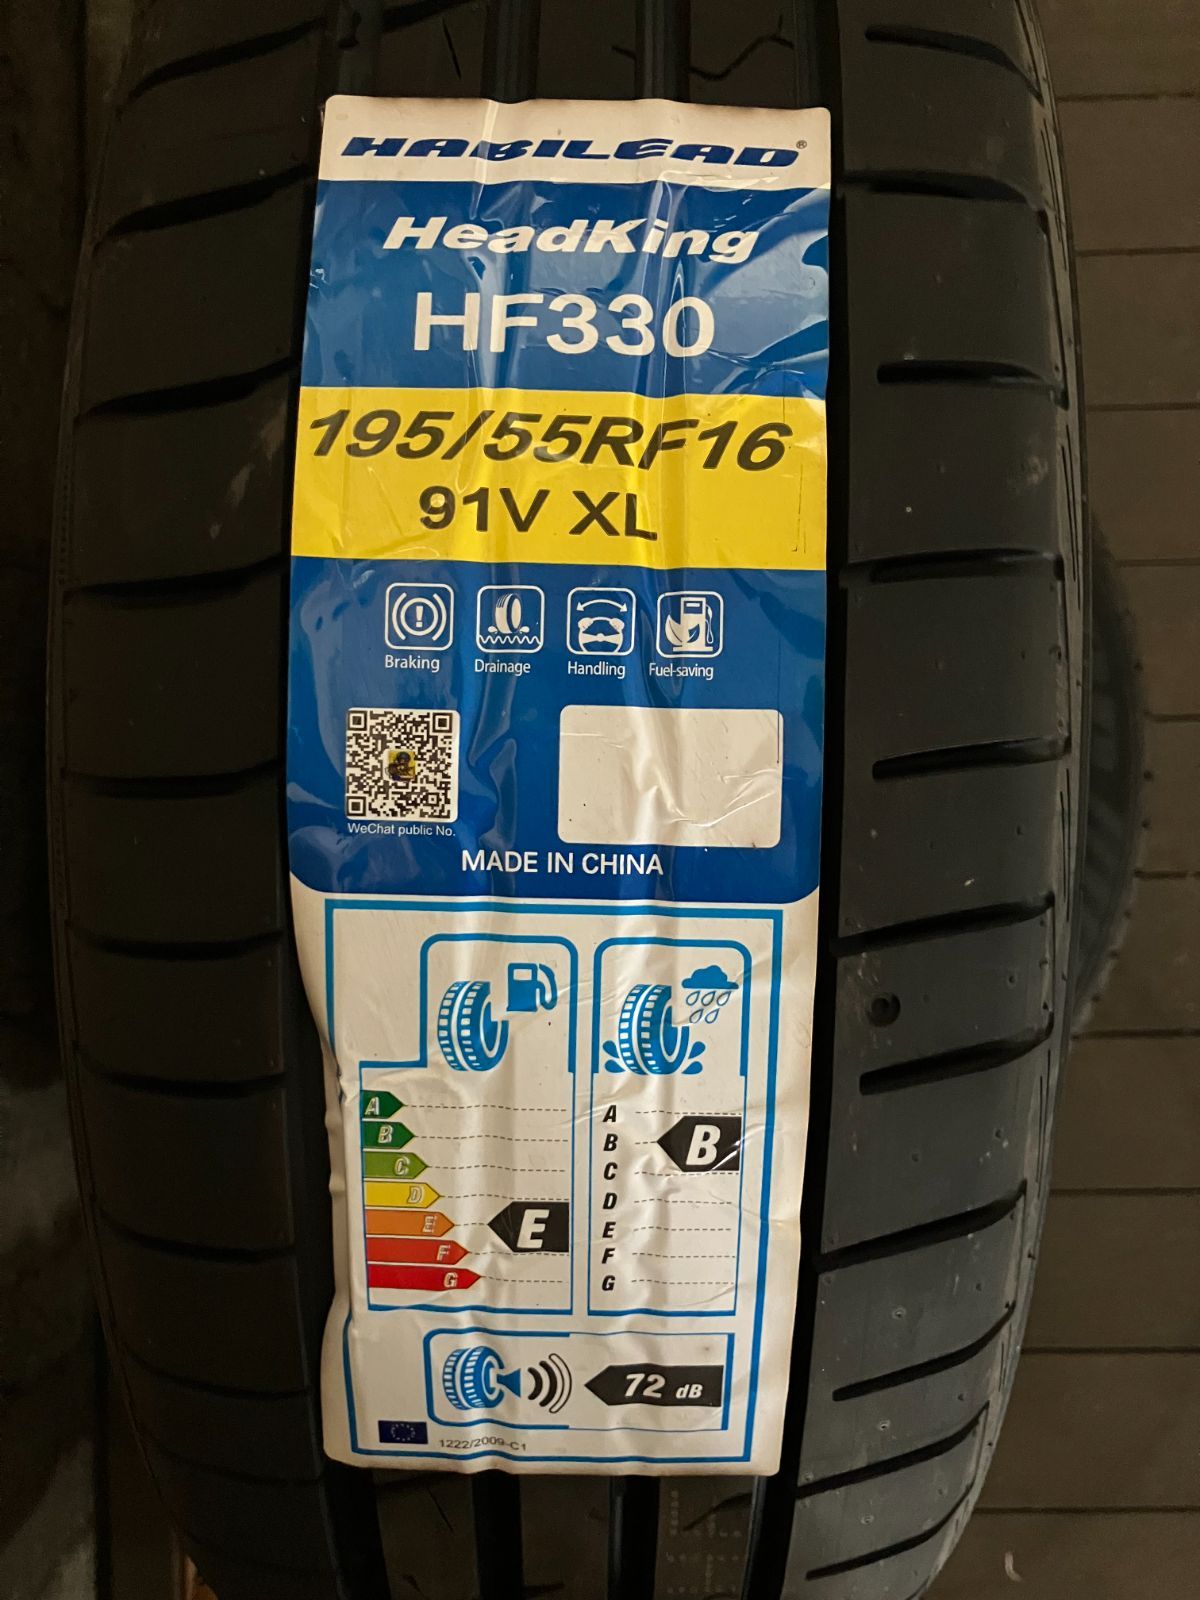 HABILEAD®
HeadKing
HF330
195/55RF16
91V XL
Braking Drainage Handling Fuel-saving
WeChat public No.
MADE IN CHINA
A
B
C
D
E
F
G
E
A
B
C
D
E
F
G
B
72 dB
1222/2009-C1